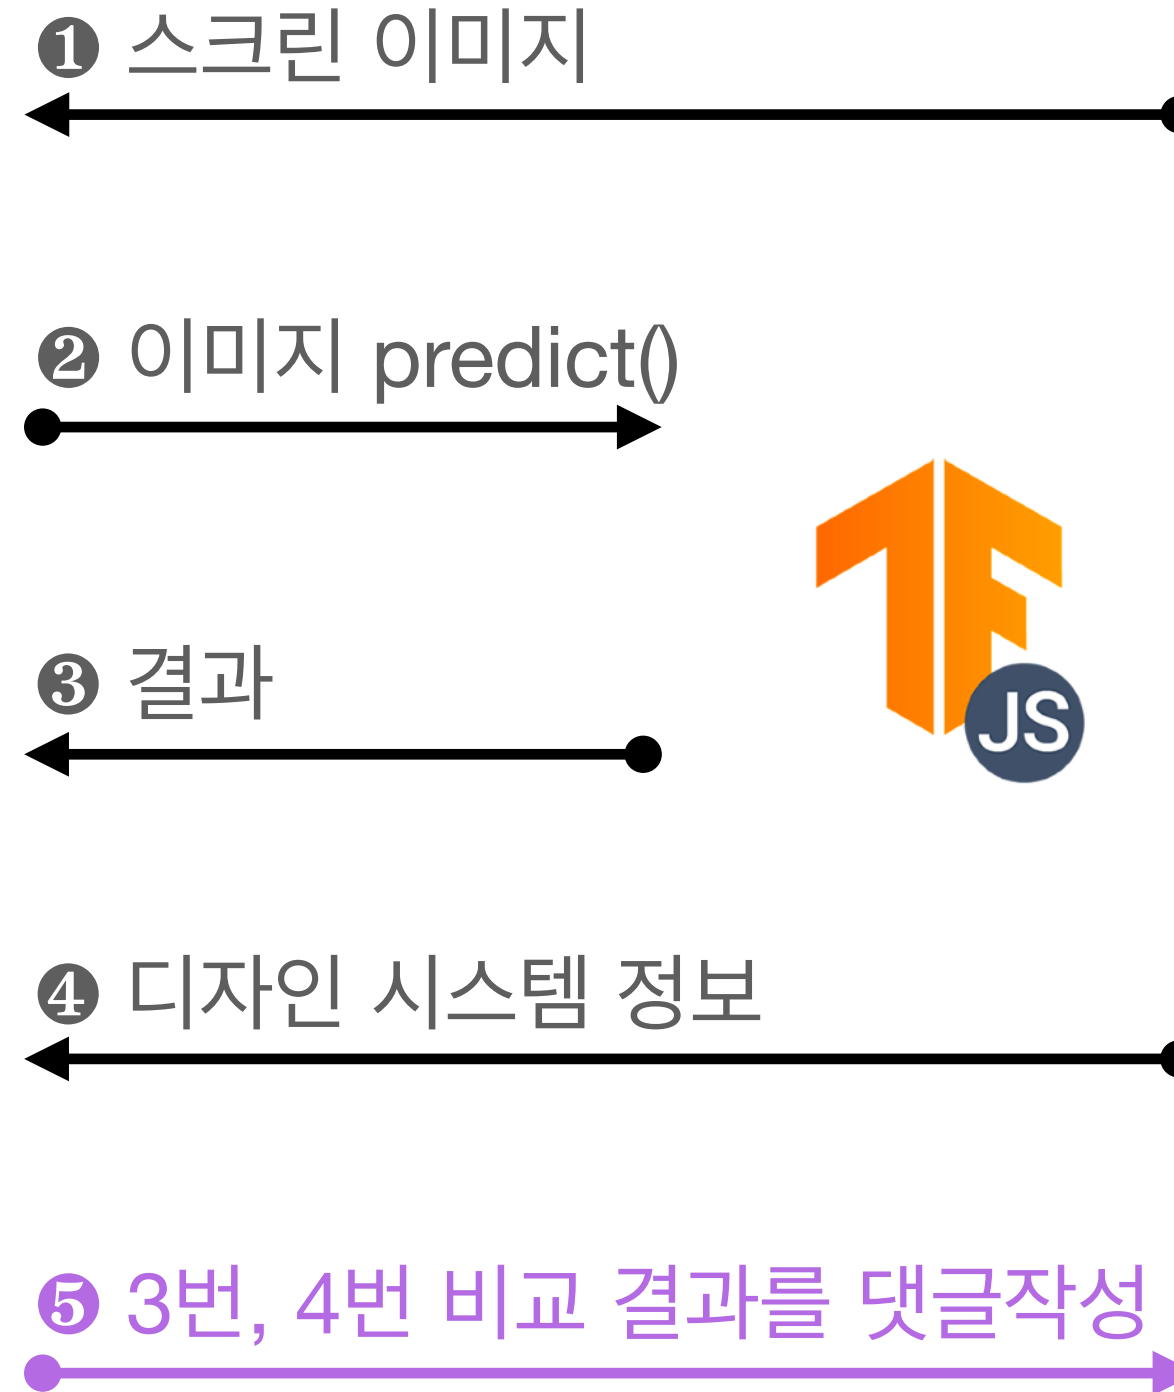 ❶ 스크린 이미지
❷ 이미지 predict()
❸ 결과
JS
❹ 디자인 시스템 정보
❺ 3번, 4번 비교 결과를 댓글작성